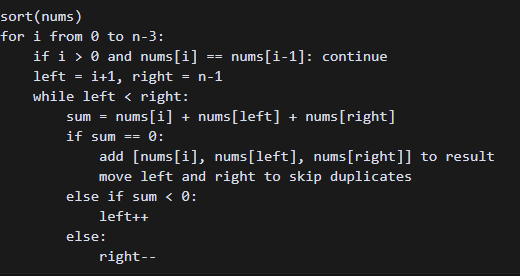 sort(nums)
for i from 0 to n-3:
    if i > 0 and nums[i] == nums[i-1]: continue
    left = i+1, right = n-1
    while left < right:
        sum = nums[i] + nums[left] + nums[right]
        if sum == 0:
            add [nums[i], nums[left], nums[right]] to result
            move left and right to skip duplicates
        else if sum < 0:
            left++
        else:
            right--